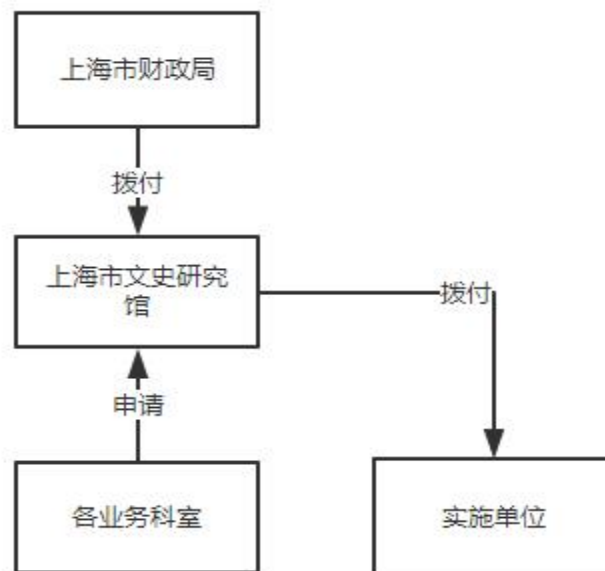 上海市财政局
拨付
上海市文史研究
馆
拨付
申请
各业务科室
实施单位